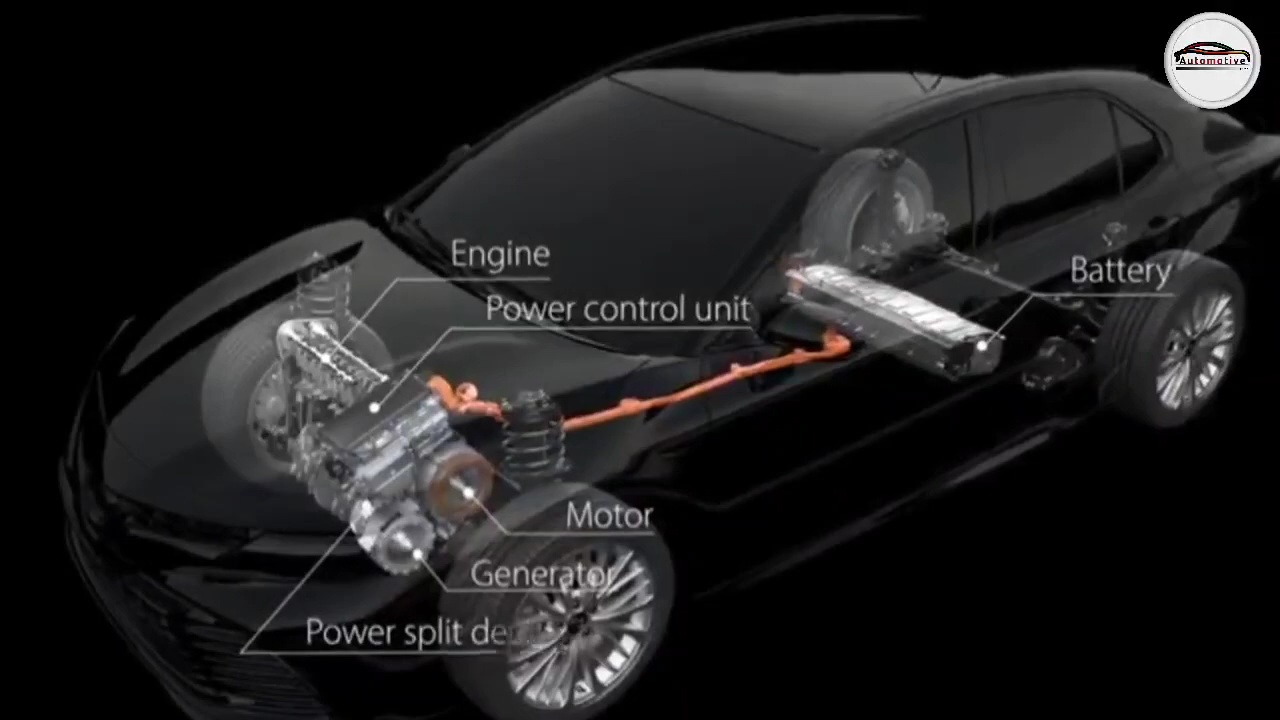 Automotive
Engine
Power control unit
Battery
Motor
Generator
Power split